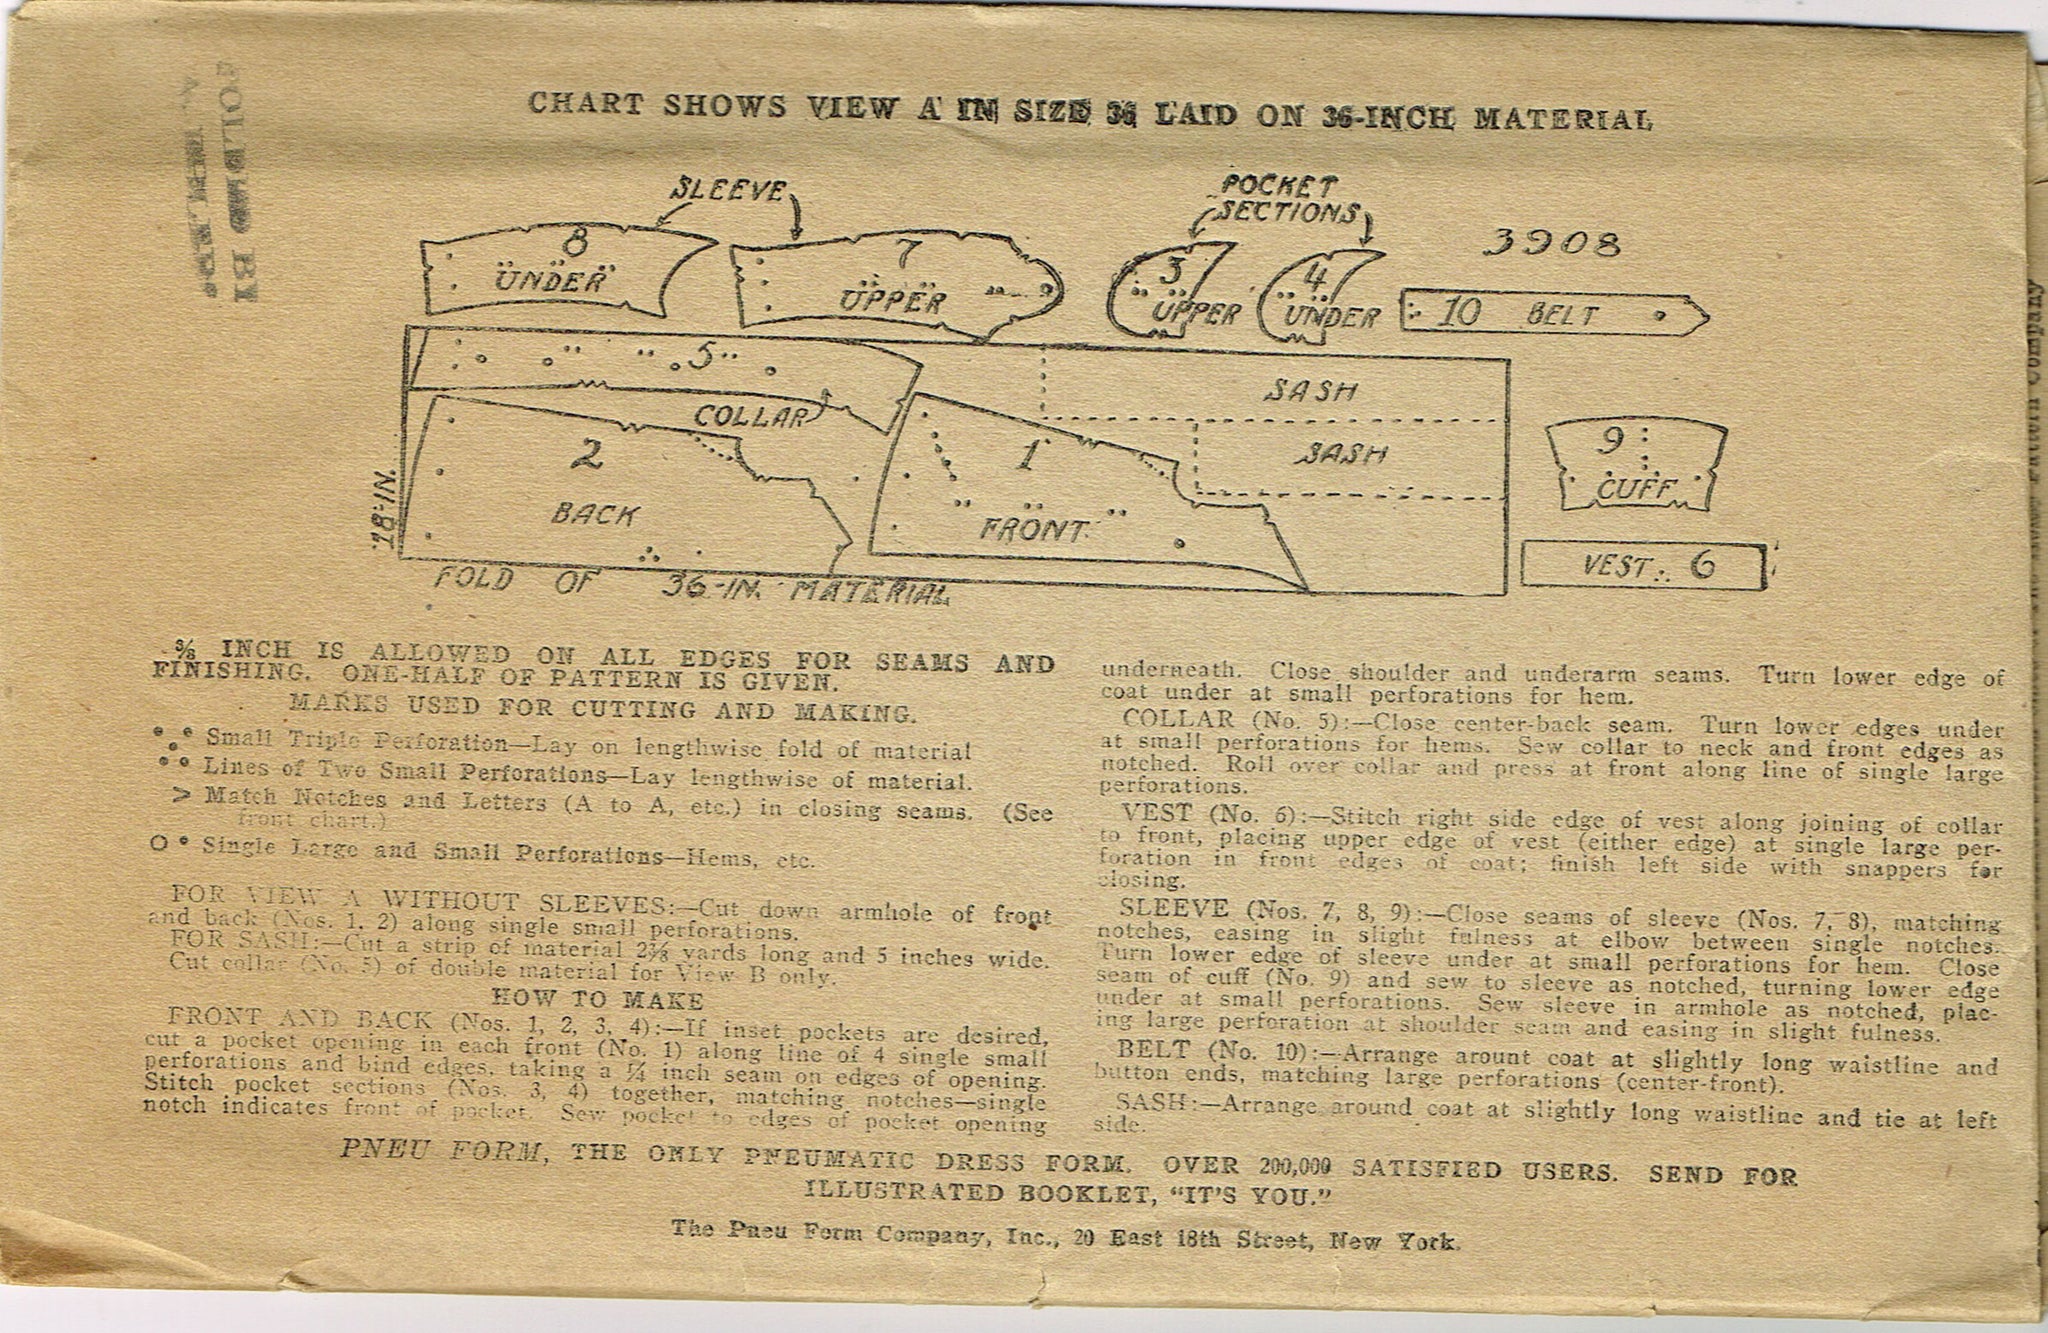 SOLD BY
CHART SHOWS VIEW A IN SIZE 36 LAID ON 36-INCH MATERIAL
SLEEVE
POCKET
SECTIONS
3908
8
UNDER
7
UPPER
3
UPPER
4
UNDER
10 BELT
5
COLLAR
SASH
SASH
2
BACK
1
FRONT
9
CUFF
VEST 6
18-IN.
FOLD OF 36-IN. MATERIAL
⅜ INCH IS ALLOWED ON ALL EDGES FOR SEAMS AND
FINISHING. ONE-HALF OF PATTERN IS GIVEN.
MARKS USED FOR CUTTING AND MAKING.
Small Triple Perforation—Lay on lengthwise fold of material
Lines of Two Small Perforations—Lay lengthwise of material.
> Match Notches and Letters (A to A, etc.) in closing seams. (See
front chart.)
Single Large and Small Perforations—Hems, etc.
FOR VIEW A WITHOUT SLEEVES:—Cut down armhole of front
and back (Nos. 1, 2) along single small perforations.
FOR SASH:—Cut a strip of material 2⅞ yards long and 5 inches wide.
Cut collar (No. 5) of double material for View B only.
HOW TO MAKE
FRONT AND BACK (Nos. 1, 2, 3, 4):—If inset pockets are desired,
cut a pocket opening in each front (No. 1) along line of 4 single small
perforations and bind edges, taking a ¼ inch seam on edges of opening.
Stitch pocket sections (Nos. 3, 4) together, matching notches—single
notch indicates front of pocket. Sew pocket to edges of pocket opening
underneath. Close shoulder and underarm seams. Turn lower edge of
coat under at small perforations for hem.
COLLAR (No. 5):—Close center-back seam. Turn lower edges under
at small perforations for hems. Sew collar to neck and front edges as
notched. Roll over collar and press at front along line of single large
perforations.
VEST (No. 6):—Stitch right side edge of vest along joining of collar
to front, placing upper edge of vest (either edge) at single large per-
foration in front edges of coat; finish left side with snappers for
closing.
SLEEVE (Nos. 7, 8, 9):—Close seams of sleeve (Nos. 7, 8), matching
notches, easing in slight fulness at elbow between single notches.
Turn lower edge of sleeve under at small perforations for hem. Close
seam of cuff (No. 9) and sew to sleeve as notched, turning lower edge
under at small perforations. Sew sleeve in armhole as notched, plac-
ing large perforation at shoulder seam and easing in slight fulness.
BELT (No. 10):—Arrange arount coat at slightly long waistline and
button ends, matching large perforations (center-front).
SASH:—Arrange around coat at slightly long waistline and tie at left
side.
PNEU FORM, THE ONLY PNEUMATIC DRESS FORM. OVER 200,000 SATISFIED USERS. SEND FOR
ILLUSTRATED BOOKLET, "IT'S YOU."
The Pneu Form Company, Inc., 20 East 18th Street, New York.
Pattern Company